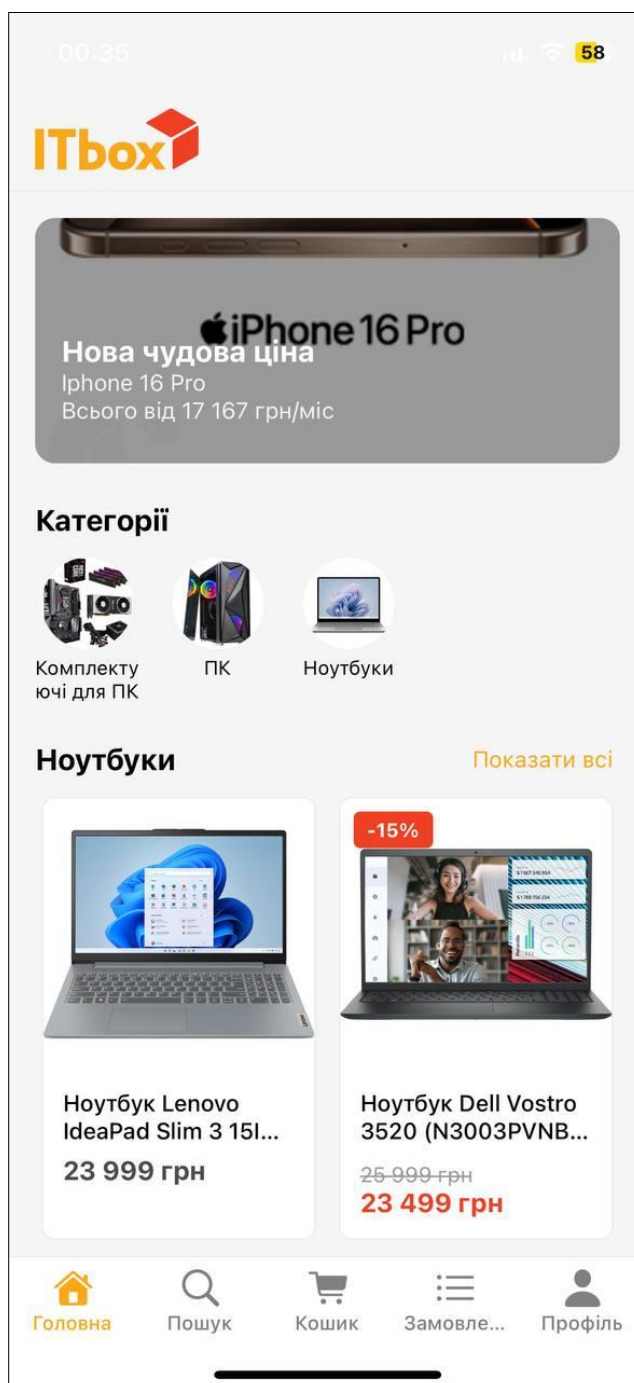 00:35
58
ITbox
iPhone 16 Pro
Нова чудова ціна
Iphone 16 Pro
Всього від 17 167 грн/міс
Категорії
Комплекту
ючі для ПК
ПК
Ноутбуки
Ноутбуки
Показати всі
-15%
Ноутбук Lenovo
IdeaPad Slim 3 15I...
23 999 грн
Ноутбук Dell Vostro
3520 (N3003PVNB...
25 999 грн
23 499 грн
Головна
Пошук
Кошик
Замовле...
Профіль